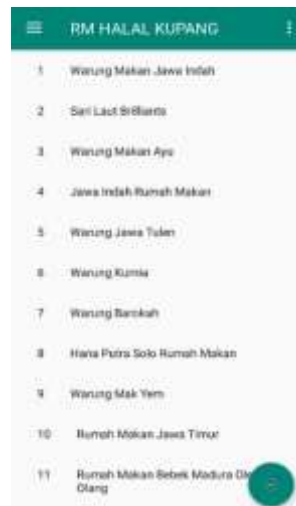 RM HALAL KUPANG
1 Warung Makan Jawa Indah
2 Sari Laut Brilliants
3 Warung Makan Ayu
4 Jawa Indah Rumah Makan
5 Warung Jawa Tulen
6 Warung Kurnia
7 Warung Barokah
8 Hana Putra Solo Rumah Makan
9 Warung Mak Yem
10 Rumah Makan Jawa Timur
11 Rumah Makan Bebek Madura
Olang